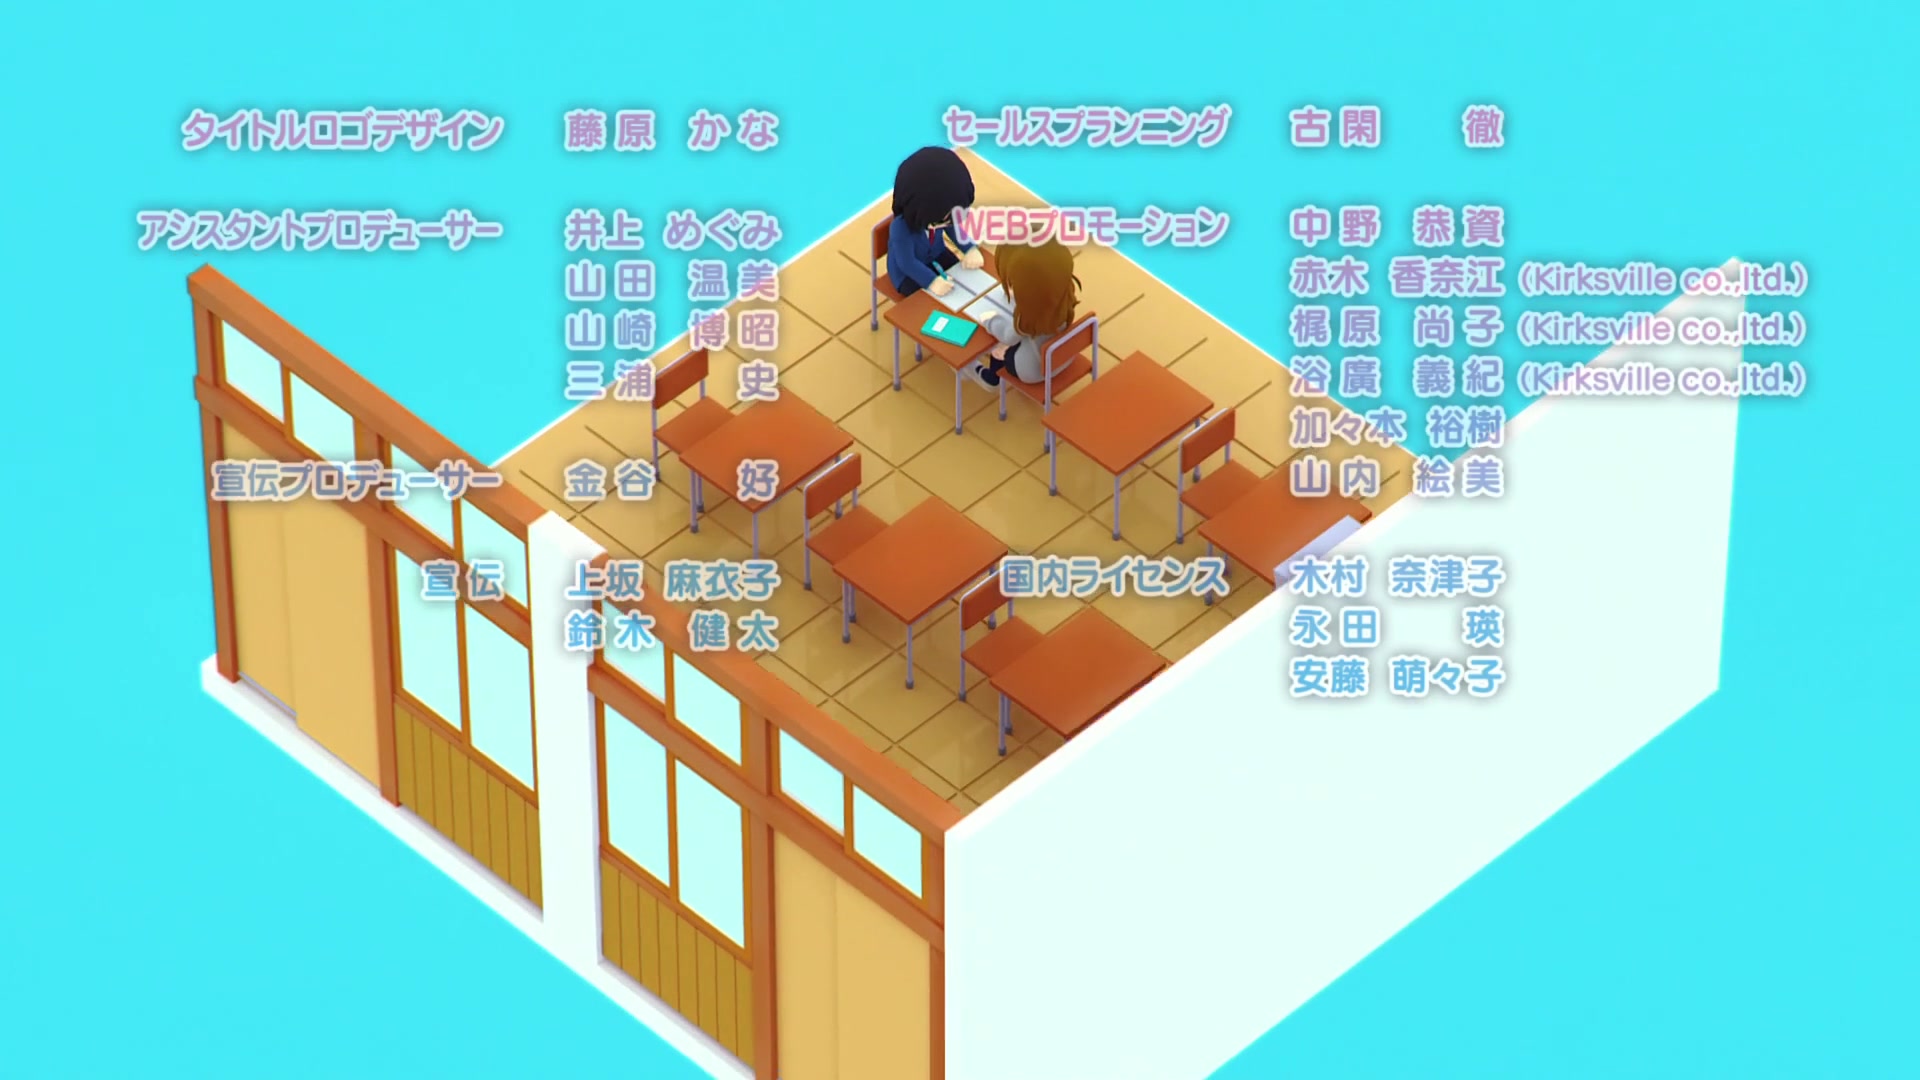 タイトルロゴデザイン 藤原 かな
アシスタントプロデューサー 井上 めぐみ
山田 温美
山崎 博昭
三浦 史
宣伝プロデューサー 金谷 好
宣伝 上坂 麻衣子
鈴木 健太
セールスプランニング 古閑 徹
WEBプロモーション 中野 恭資
赤木 香奈江 (Kirksville co.,ltd.)
梶原 尚子 (Kirksville co.,ltd.)
浴廣 義紀 (Kirksville co.,ltd.)
加々本 裕樹
山内 絵美
国内ライセンス 木村 奈津子
永田 瑛
安藤 萌々子